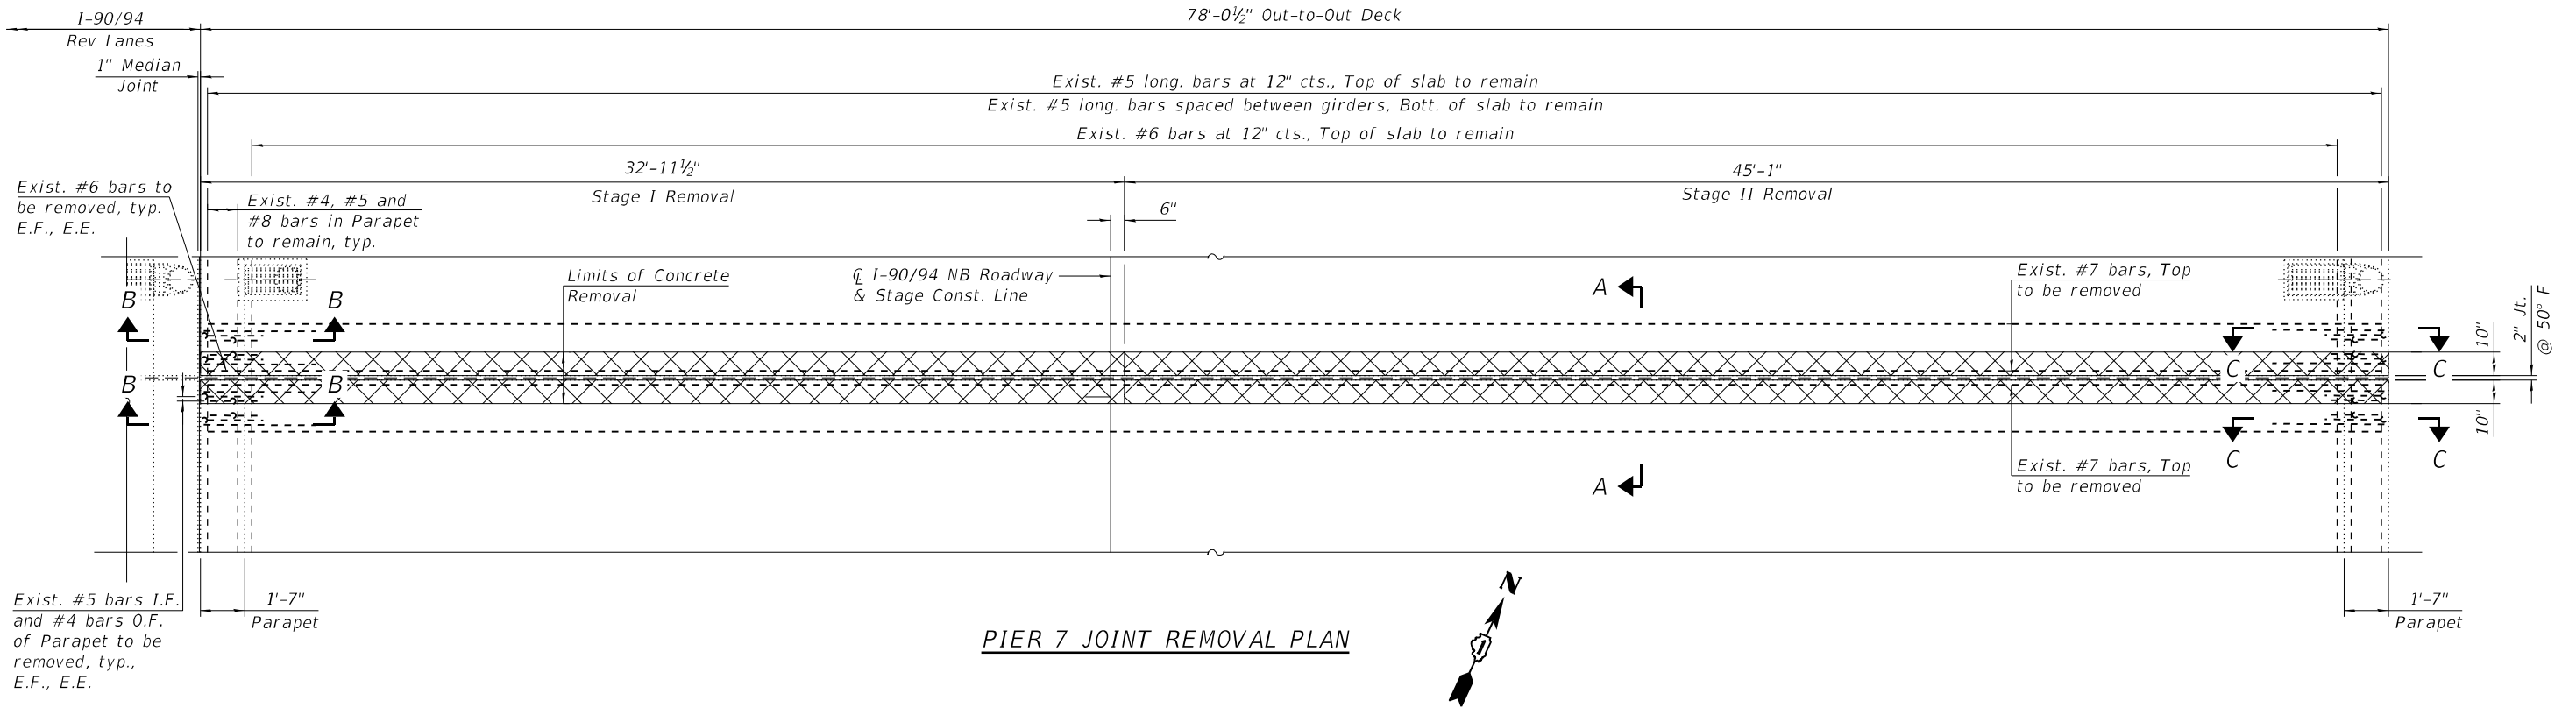 I-90/94
Rev Lanes
78'-0½" Out-to-Out Deck
1" Median
Joint
Exist. #5 long. bars at 12" cts., Top of slab to remain
Exist. #5 long. bars spaced between girders, Bott. of slab to remain
Exist. #6 bars at 12" cts., Top of slab to remain
32'-11½"
Stage I Removal
45'-1"
Stage II Removal
Exist. #6 bars to
be removed, typ.
E.F., E.E.
Exist. #4, #5 and
#8 bars in Parapet
to remain, typ.
6"
Limits of Concrete
Removal
℄ I-90/94 NB Roadway
& Stage Const. Line
A
Exist. #7 bars, Top
to be removed
B
B
B
B
C
C
C
C
10"
2" Jt.
@ 50° F
10"
A
Exist. #7 bars, Top
to be removed
Exist. #5 bars I.F.
and #4 bars O.F.
of Parapet to be
removed, typ.,
E.F., E.E.
1'-7"
Parapet
1'-7"
Parapet
PIER 7 JOINT REMOVAL PLAN
N
1